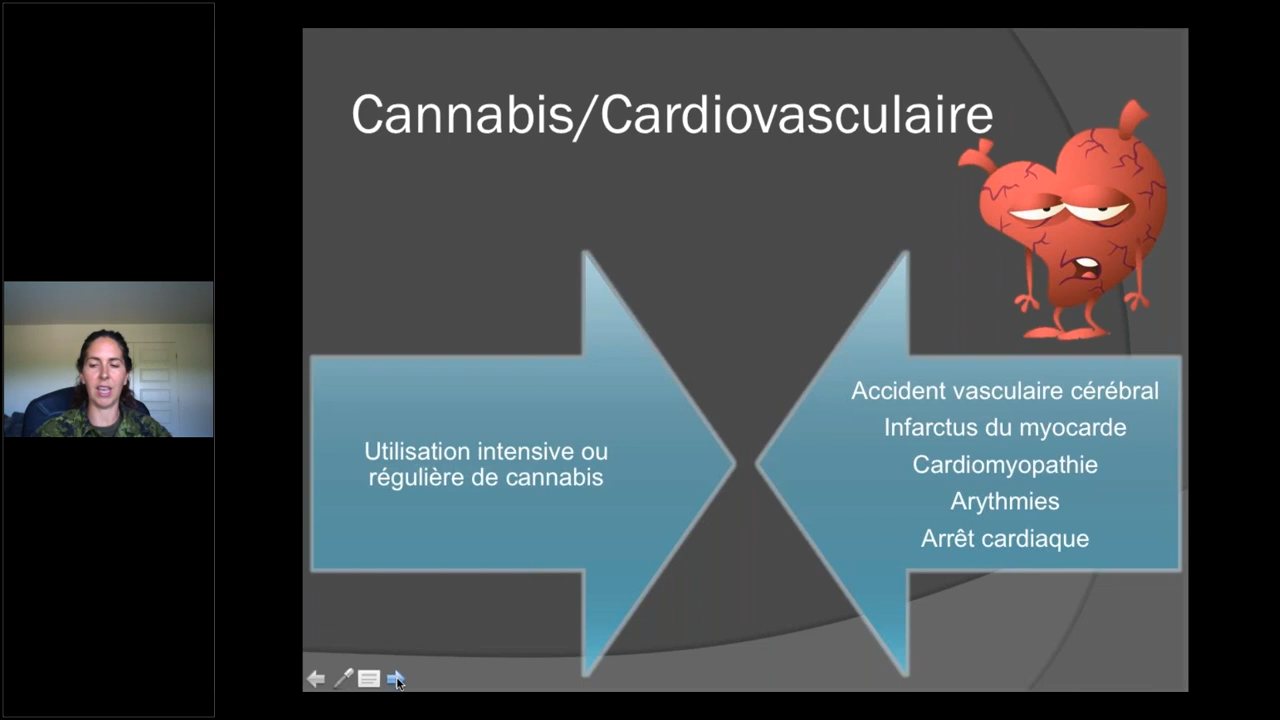 Cannabis/Cardiovasculaire
Utilisation intensive ou
régulière de cannabis
Accident vasculaire cérébral
Infarctus du myocarde
Cardiomyopathie
Arythmies
Arrêt cardiaque